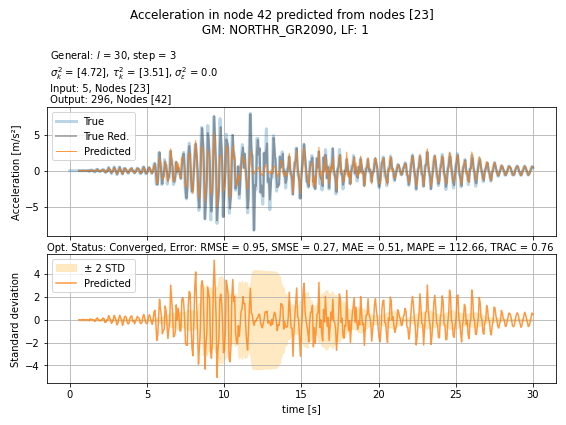 Acceleration in node 42 predicted from nodes [23]
GM: NORTHR_GR2090, LF: 1
General: l = 30, step = 3
σ²ₖ = [4.72], τ²ₖ = [3.51], σ²ε = 0.0
Input: 5, Nodes [23]
Output: 296, Nodes [42]
True
True Red.
Predicted
Acceleration [m/s²]
5
0
−5
Opt. Status: Converged, Error: RMSE = 0.95, SMSE = 0.27, MAE = 0.51, MAPE = 112.66, TRAC = 0.76
± 2 STD
Predicted
Standard deviation
4
2
0
−2
−4
0 5 10 15 20 25 30
time [s]